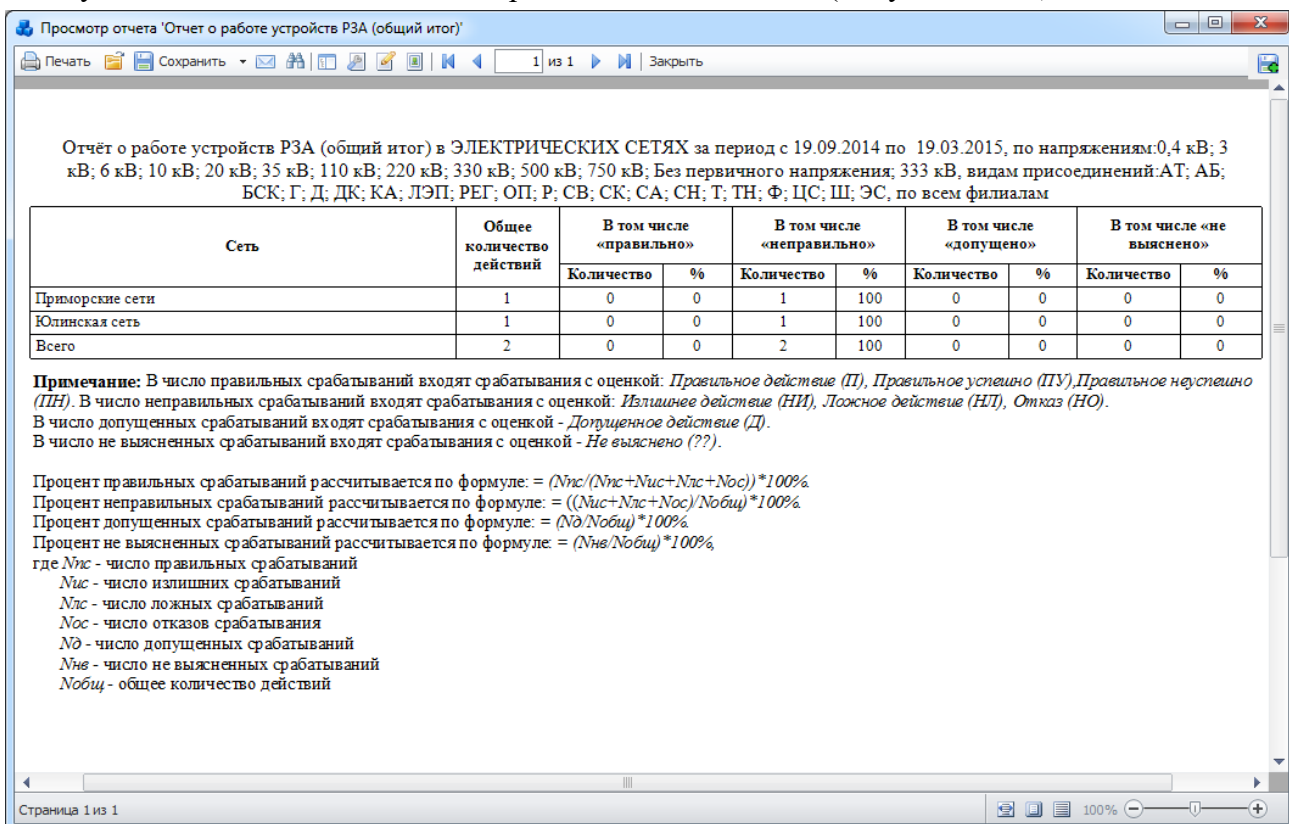 Просмотр отчета 'Отчет о работе устройств РЗА (общий итог)'
Печать Сохранить 1 из 1 Закрыть
Отчёт о работе устройств РЗА (общий итог) в ЭЛЕКТРИЧЕСКИХ СЕТЯХ за период с 19.09.2014 по 19.03.2015, по напряжениям:0,4 кВ; 3
кВ; 6 кВ; 10 кВ; 20 кВ; 35 кВ; 110 кВ; 220 кВ; 330 кВ; 500 кВ; 750 кВ; Без первичного напряжения; 333 кВ, видам присоединений:АТ; АБ;
БСК; Г; Д; ДК; КА; ЛЭП; РЕГ; ОП; Р; СВ; СК; СА; СН; Т; ТН; Ф; ЦС; Ш; ЭС, по всем филиалам
Сеть Общее количество действий В том числе «правильно» В том числе «неправильно» В том числе «допущено» В том числе «не выяснено»
Количество % Количество % Количество % Количество %
Приморские сети 1 0 0 1 100 0 0 0 0
Юлинская сеть 1 0 0 1 100 0 0 0 0
Всего 2 0 0 2 100 0 0 0 0
Примечание: В число правильных срабатываний входят срабатывания с оценкой: Правильное действие (П), Правильное успешно (ПУ),Правильное неуспешно
(ПН). В число неправильных срабатываний входят срабатывания с оценкой: Излишнее действие (НИ), Ложное действие (НЛ), Отказ (НО).
В число допущенных срабатываний входят срабатывания с оценкой - Допущенное действие (Д).
В число не выясненных срабатываний входят срабатывания с оценкой - Не выяснено (??).
Процент правильных срабатываний рассчитывается по формуле: = (Nпс/(Nпс+Nис+Nлс+Nос))*100%.
Процент неправильных срабатываний рассчитывается по формуле: = ((Nис+Nлс+Nос)/Nобщ)*100%.
Процент допущенных срабатываний рассчитывается по формуле: = (Nд/Nобщ)*100%.
Процент не выясненных срабатываний рассчитывается по формуле: = (Nнв/Nобщ)*100%,
где Nпс - число правильных срабатываний
Nис - число излишних срабатываний
Nлс - число ложных срабатываний
Nос - число отказов срабатывания
Nд - число допущенных срабатываний
Nнв - число не выясненных срабатываний
Nобщ - общее количество действий
Страница 1 из 1 100%